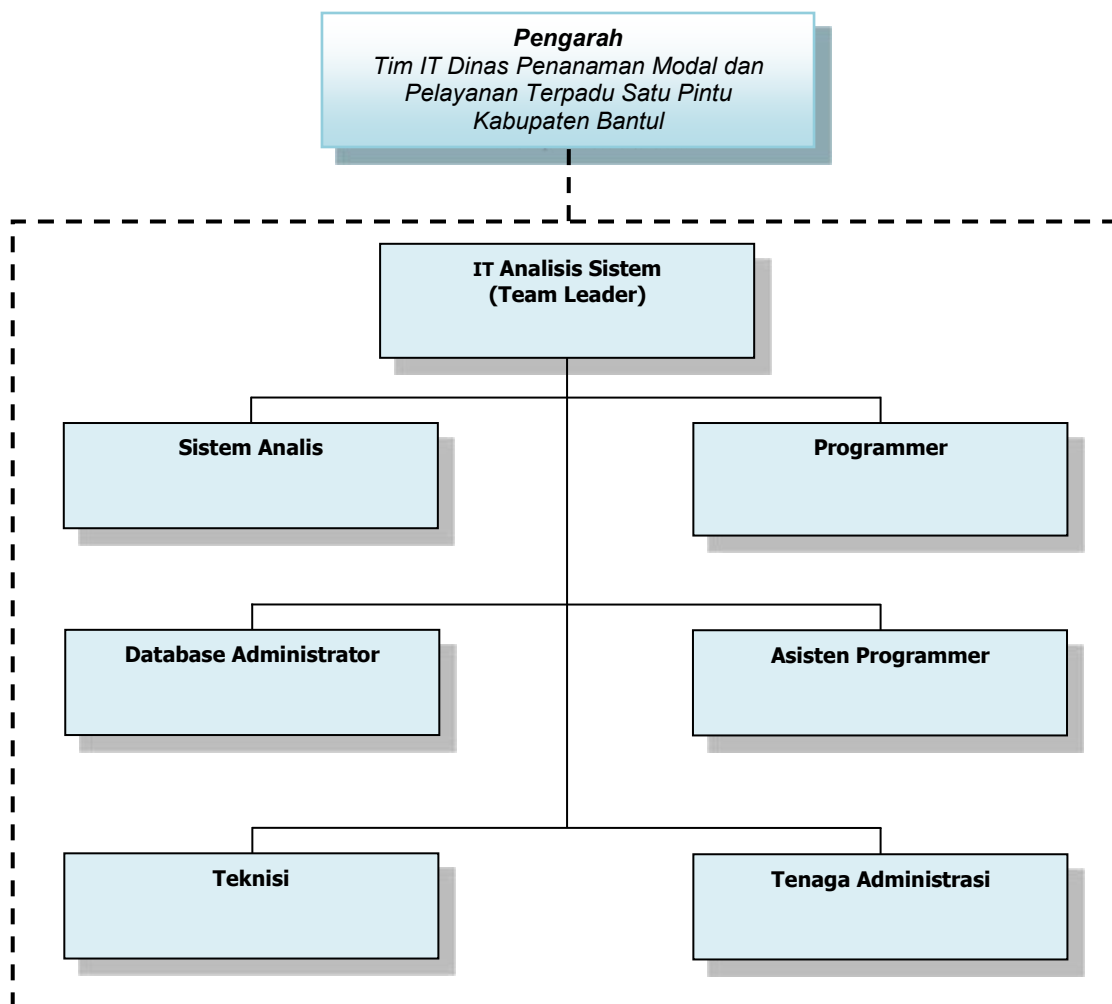 Pengarah
Tim IT Dinas Penanaman Modal dan
Pelayanan Terpadu Satu Pintu
Kabupaten Bantul
IT Analisis Sistem
(Team Leader)
Sistem Analis
Programmer
Database Administrator
Asisten Programmer
Teknisi
Tenaga Administrasi